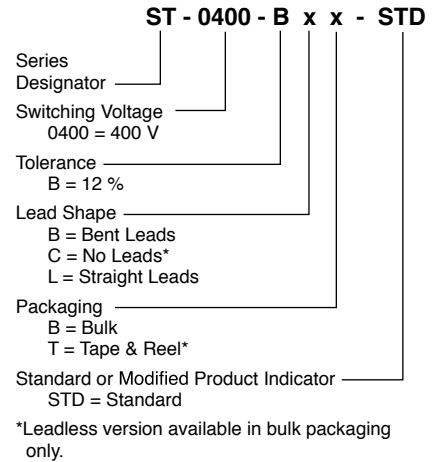 ST - 0400 - B x x - STD
Series
Designator
Switching Voltage
0400 = 400 V
Tolerance
B = 12 %
Lead Shape
B = Bent Leads
C = No Leads*
L = Straight Leads
Packaging
B = Bulk
T = Tape & Reel*
Standard or Modified Product Indicator
STD = Standard
*Leadless version available in bulk packaging
only.